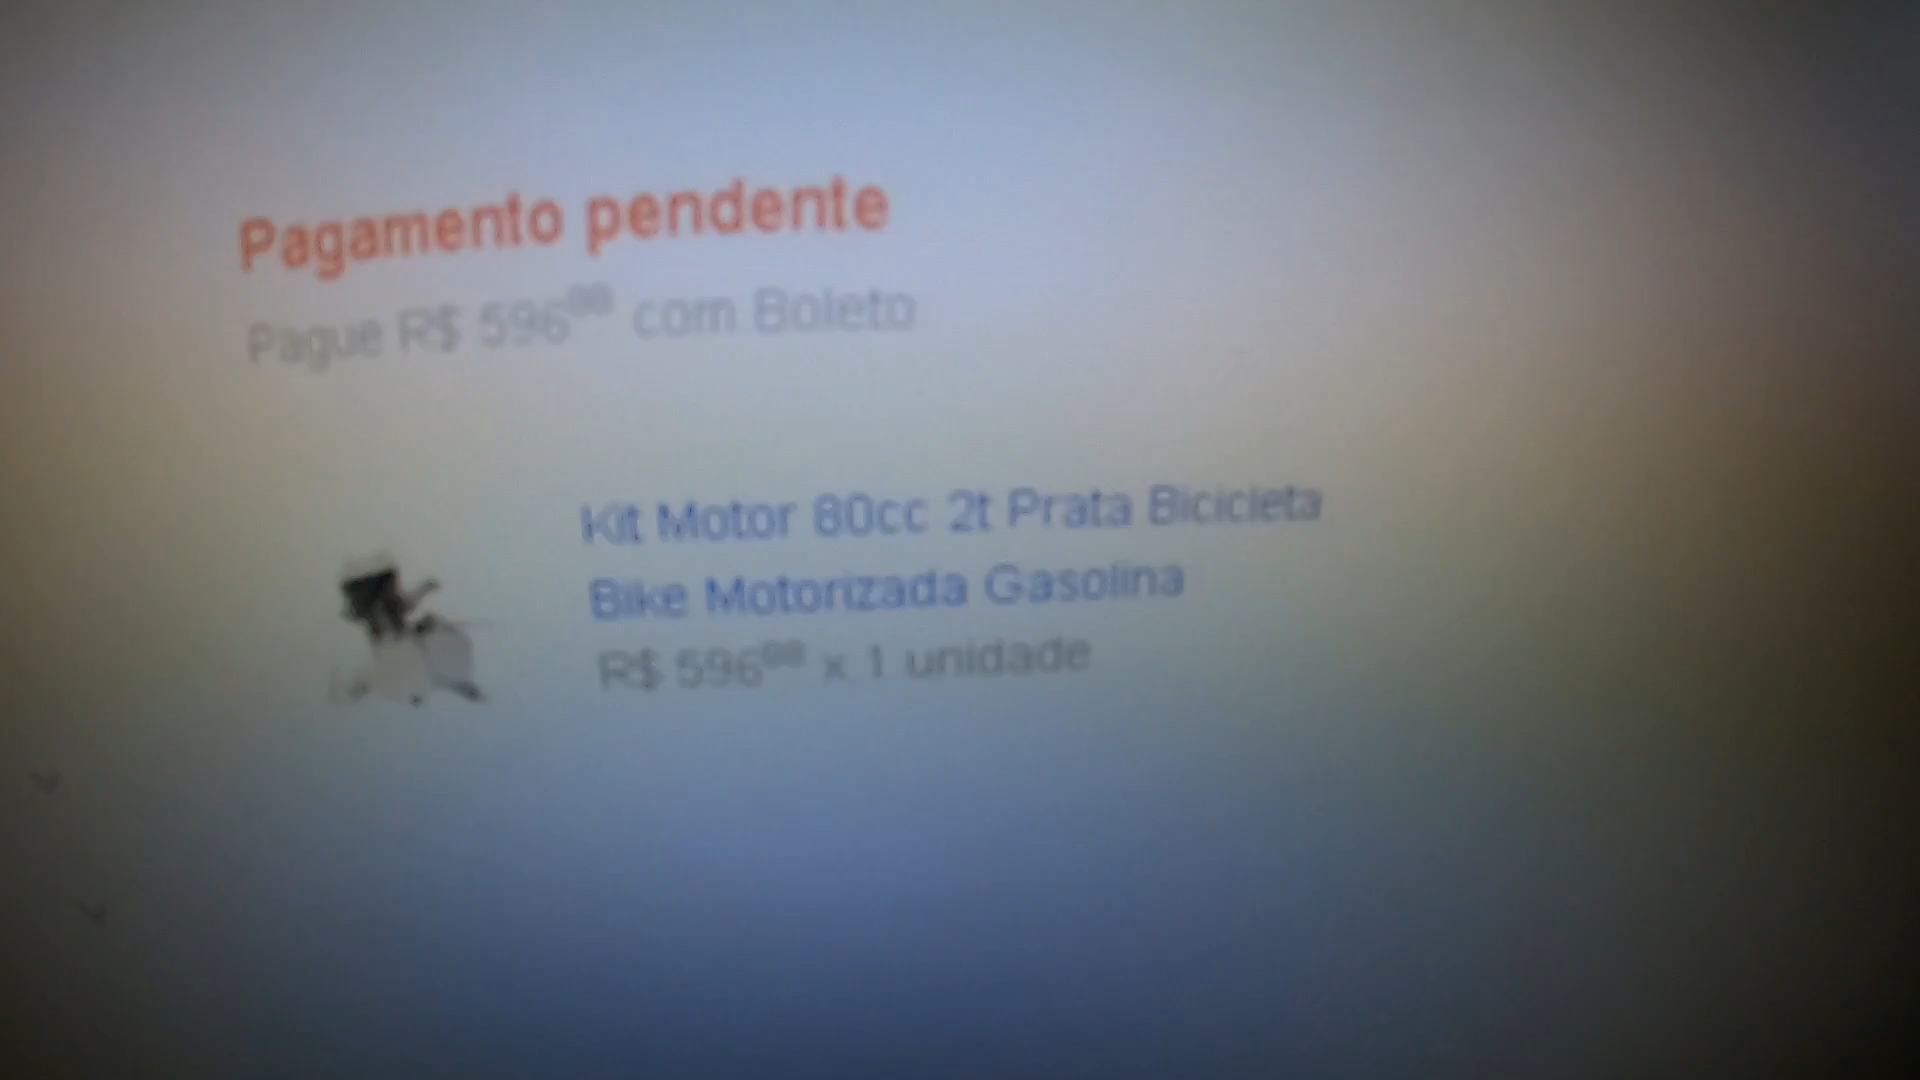 Pagamento pendente
Pague R$ 596 com Boleto
Kit Motor 80cc 2t Prata Bicicleta
Bike Motorizada Gasolina
R$ 596 x 1 unidade